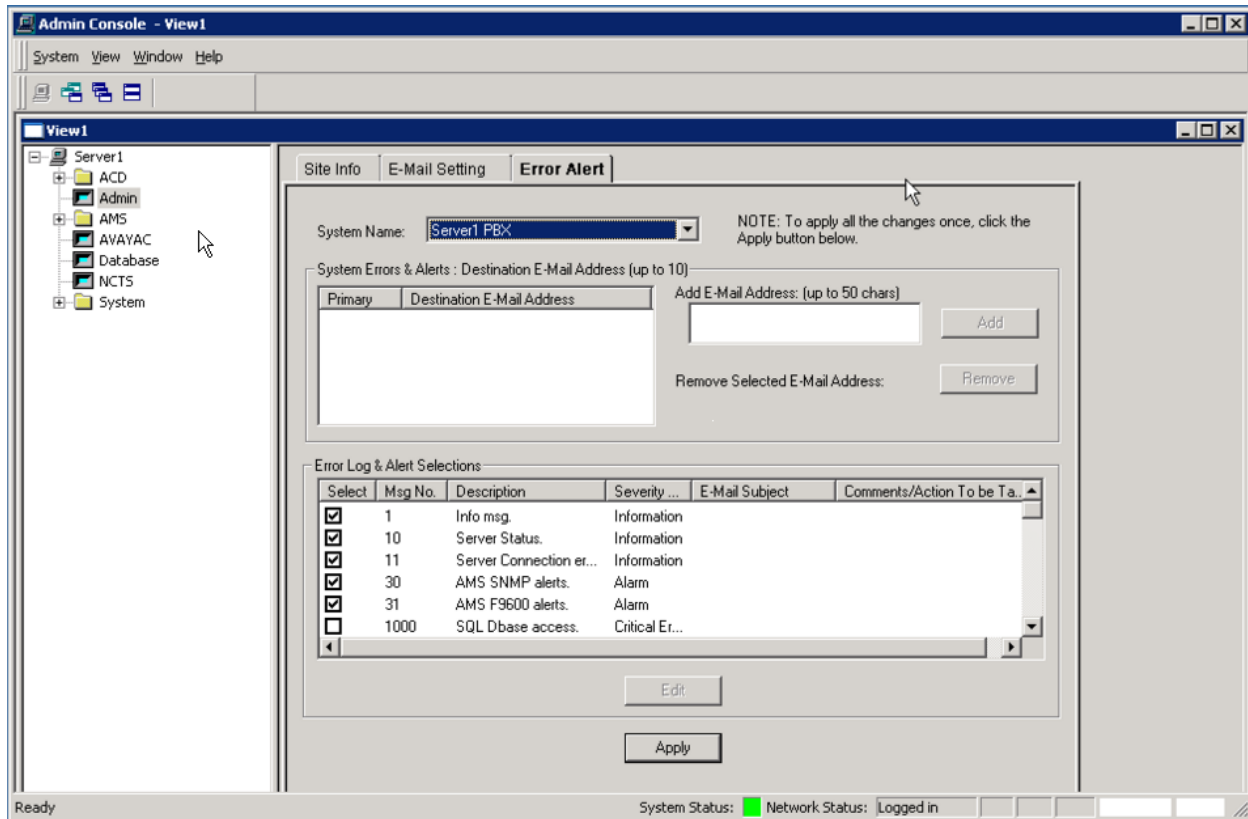 Admin Console - View1
System View Window Help
View1
Server1
ACD
Admin
AMS
AVAYAC
Database
NCTS
System
Site Info E-Mail Setting Error Alert
System Name: Server1 PBX
NOTE: To apply all the changes once, click the
Apply button below.
System Errors & Alerts : Destination E-Mail Address (up to 10)
Primary Destination E-Mail Address
Add E-Mail Address: (up to 50 chars)
Add
Remove Selected E-Mail Address: Remove
Error Log & Alert Selections
Select Msg No. Description Severity ... E-Mail Subject Comments/Action To be Ta..
1 Info msg. Information
10 Server Status. Information
11 Server Connection er... Information
30 AMS SNMP alerts. Alarm
31 AMS F9600 alerts. Alarm
1000 SQL Dbase access. Critical Er...
Edit
Apply
Ready System Status: Network Status: Logged in